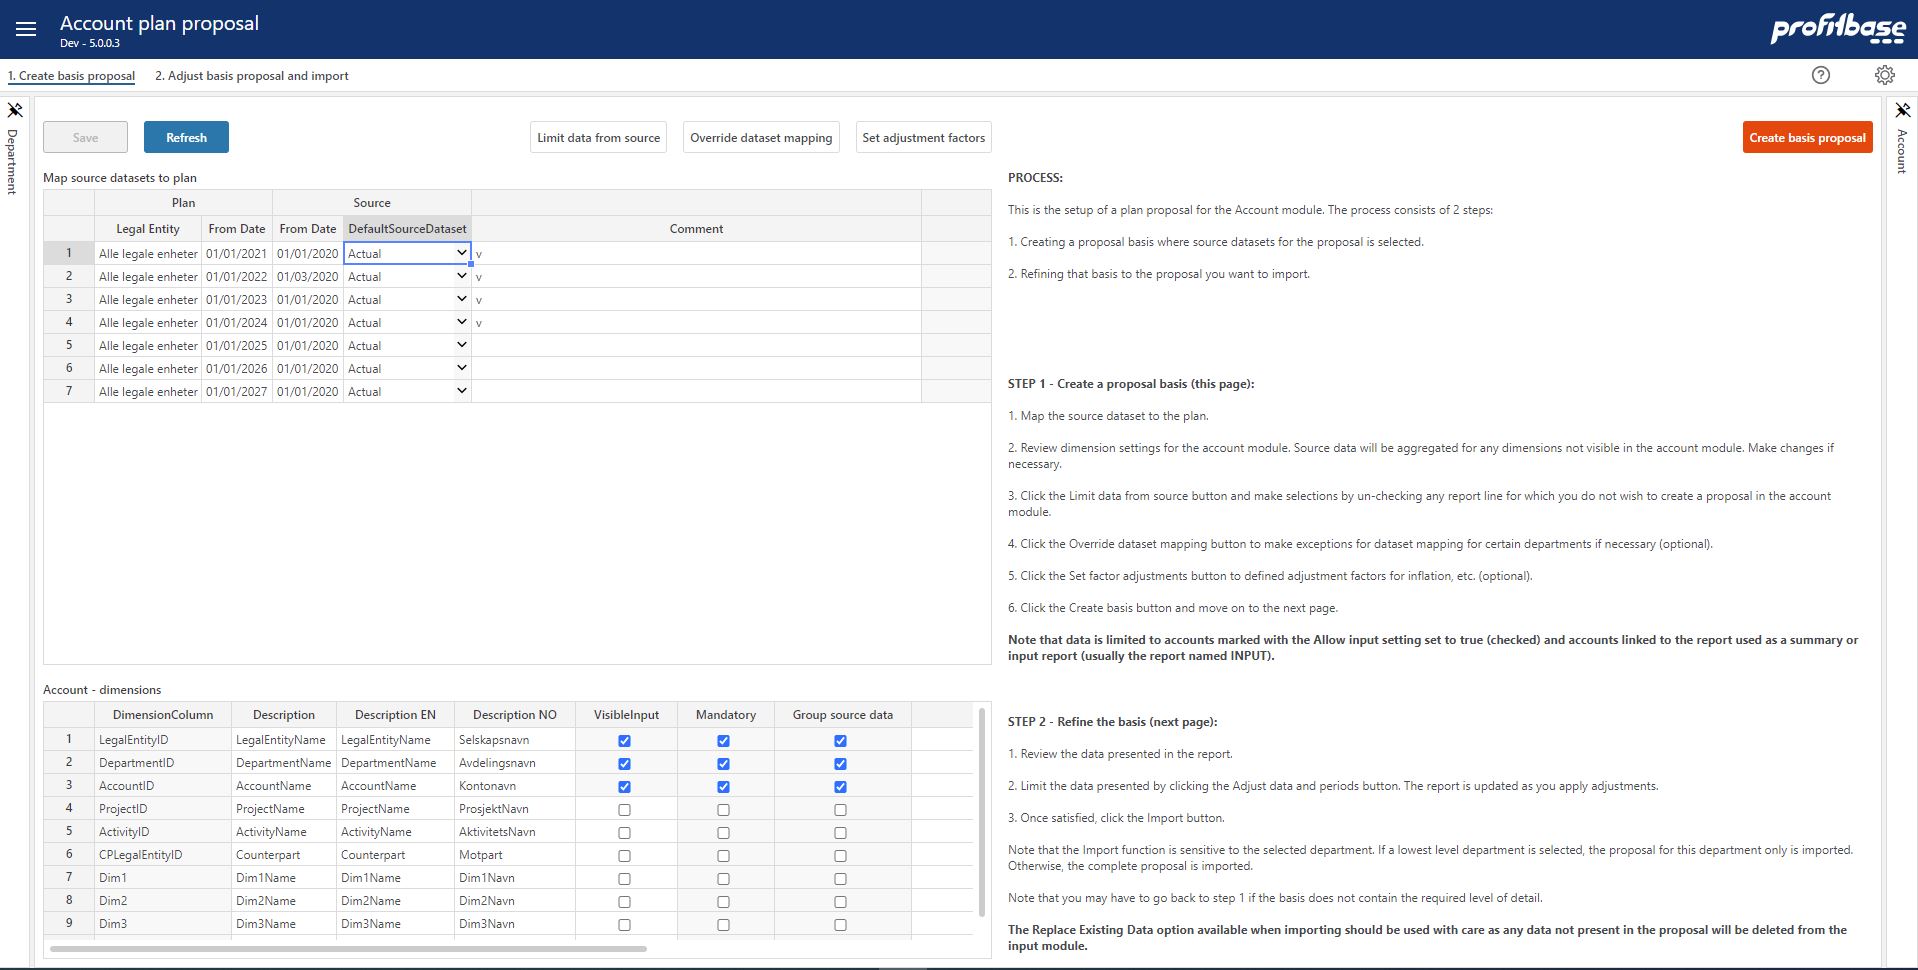 Account plan proposal
Dev - 5.0.0.3
profitbase
1. Create basis proposal 2. Adjust basis proposal and import
Department
Account
Save Refresh Limit data from source Override dataset mapping Set adjustment factors Create basis proposal
Map source datasets to plan
Plan Source
Legal Entity From Date From Date DefaultSourceDataset Comment
1 Alle legale enheter 01/01/2021 01/01/2020 Actual v
2 Alle legale enheter 01/01/2022 01/03/2020 Actual v
3 Alle legale enheter 01/01/2023 01/01/2020 Actual v
4 Alle legale enheter 01/01/2024 01/01/2020 Actual v
5 Alle legale enheter 01/01/2025 01/01/2020 Actual
6 Alle legale enheter 01/01/2026 01/01/2020 Actual
7 Alle legale enheter 01/01/2027 01/01/2020 Actual
Account - dimensions
DimensionColumn Description Description EN Description NO VisibleInput Mandatory Group source data
1 LegalEntityID LegalEntityName LegalEntityName Selskapsnavn
2 DepartmentID DepartmentName DepartmentName Avdelingsnavn
3 AccountID AccountName AccountName Kontonavn
4 ProjectID ProjectName ProjectName ProsjektNavn
5 ActivityID ActivityName ActivityName AktivitetsNavn
6 CPLegalEntityID Counterpart Counterpart Motpart
7 Dim1 Dim1Name Dim1Name Dim1Navn
8 Dim2 Dim2Name Dim2Name Dim2Navn
9 Dim3 Dim3Name Dim3Name Dim3Navn
PROCESS:
This is the setup of a plan proposal for the Account module. The process consists of 2 steps:
1. Creating a proposal basis where source datasets for the proposal is selected.
2. Refining that basis to the proposal you want to import.
STEP 1 - Create a proposal basis (this page):
1. Map the source dataset to the plan.
2. Review dimension settings for the account module. Source data will be aggregated for any dimensions not visible in the account module. Make changes if
necessary.
3. Click the Limit data from source button and make selections by un-checking any report line for which you do not wish to create a proposal in the account
module.
4. Click the Override dataset mapping button to make exceptions for dataset mapping for certain departments if necessary (optional).
5. Click the Set factor adjustments button to defined adjustment factors for inflation, etc. (optional).
6. Click the Create basis button and move on to the next page.
Note that data is limited to accounts marked with the Allow input setting set to true (checked) and accounts linked to the report used as a summary or
input report (usually the report named INPUT).
STEP 2 - Refine the basis (next page):
1. Review the data presented in the report.
2. Limit the data presented by clicking the Adjust data and periods button. The report is updated as you apply adjustments.
3. Once satisfied, click the Import button.
Note that the Import function is sensitive to the selected department. If a lowest level department is selected, the proposal for this department only is imported.
Otherwise, the complete proposal is imported.
Note that you may have to go back to step 1 if the basis does not contain the required level of detail.
The Replace Existing Data option available when importing should be used with care as any data not present in the proposal will be deleted from the
input module.